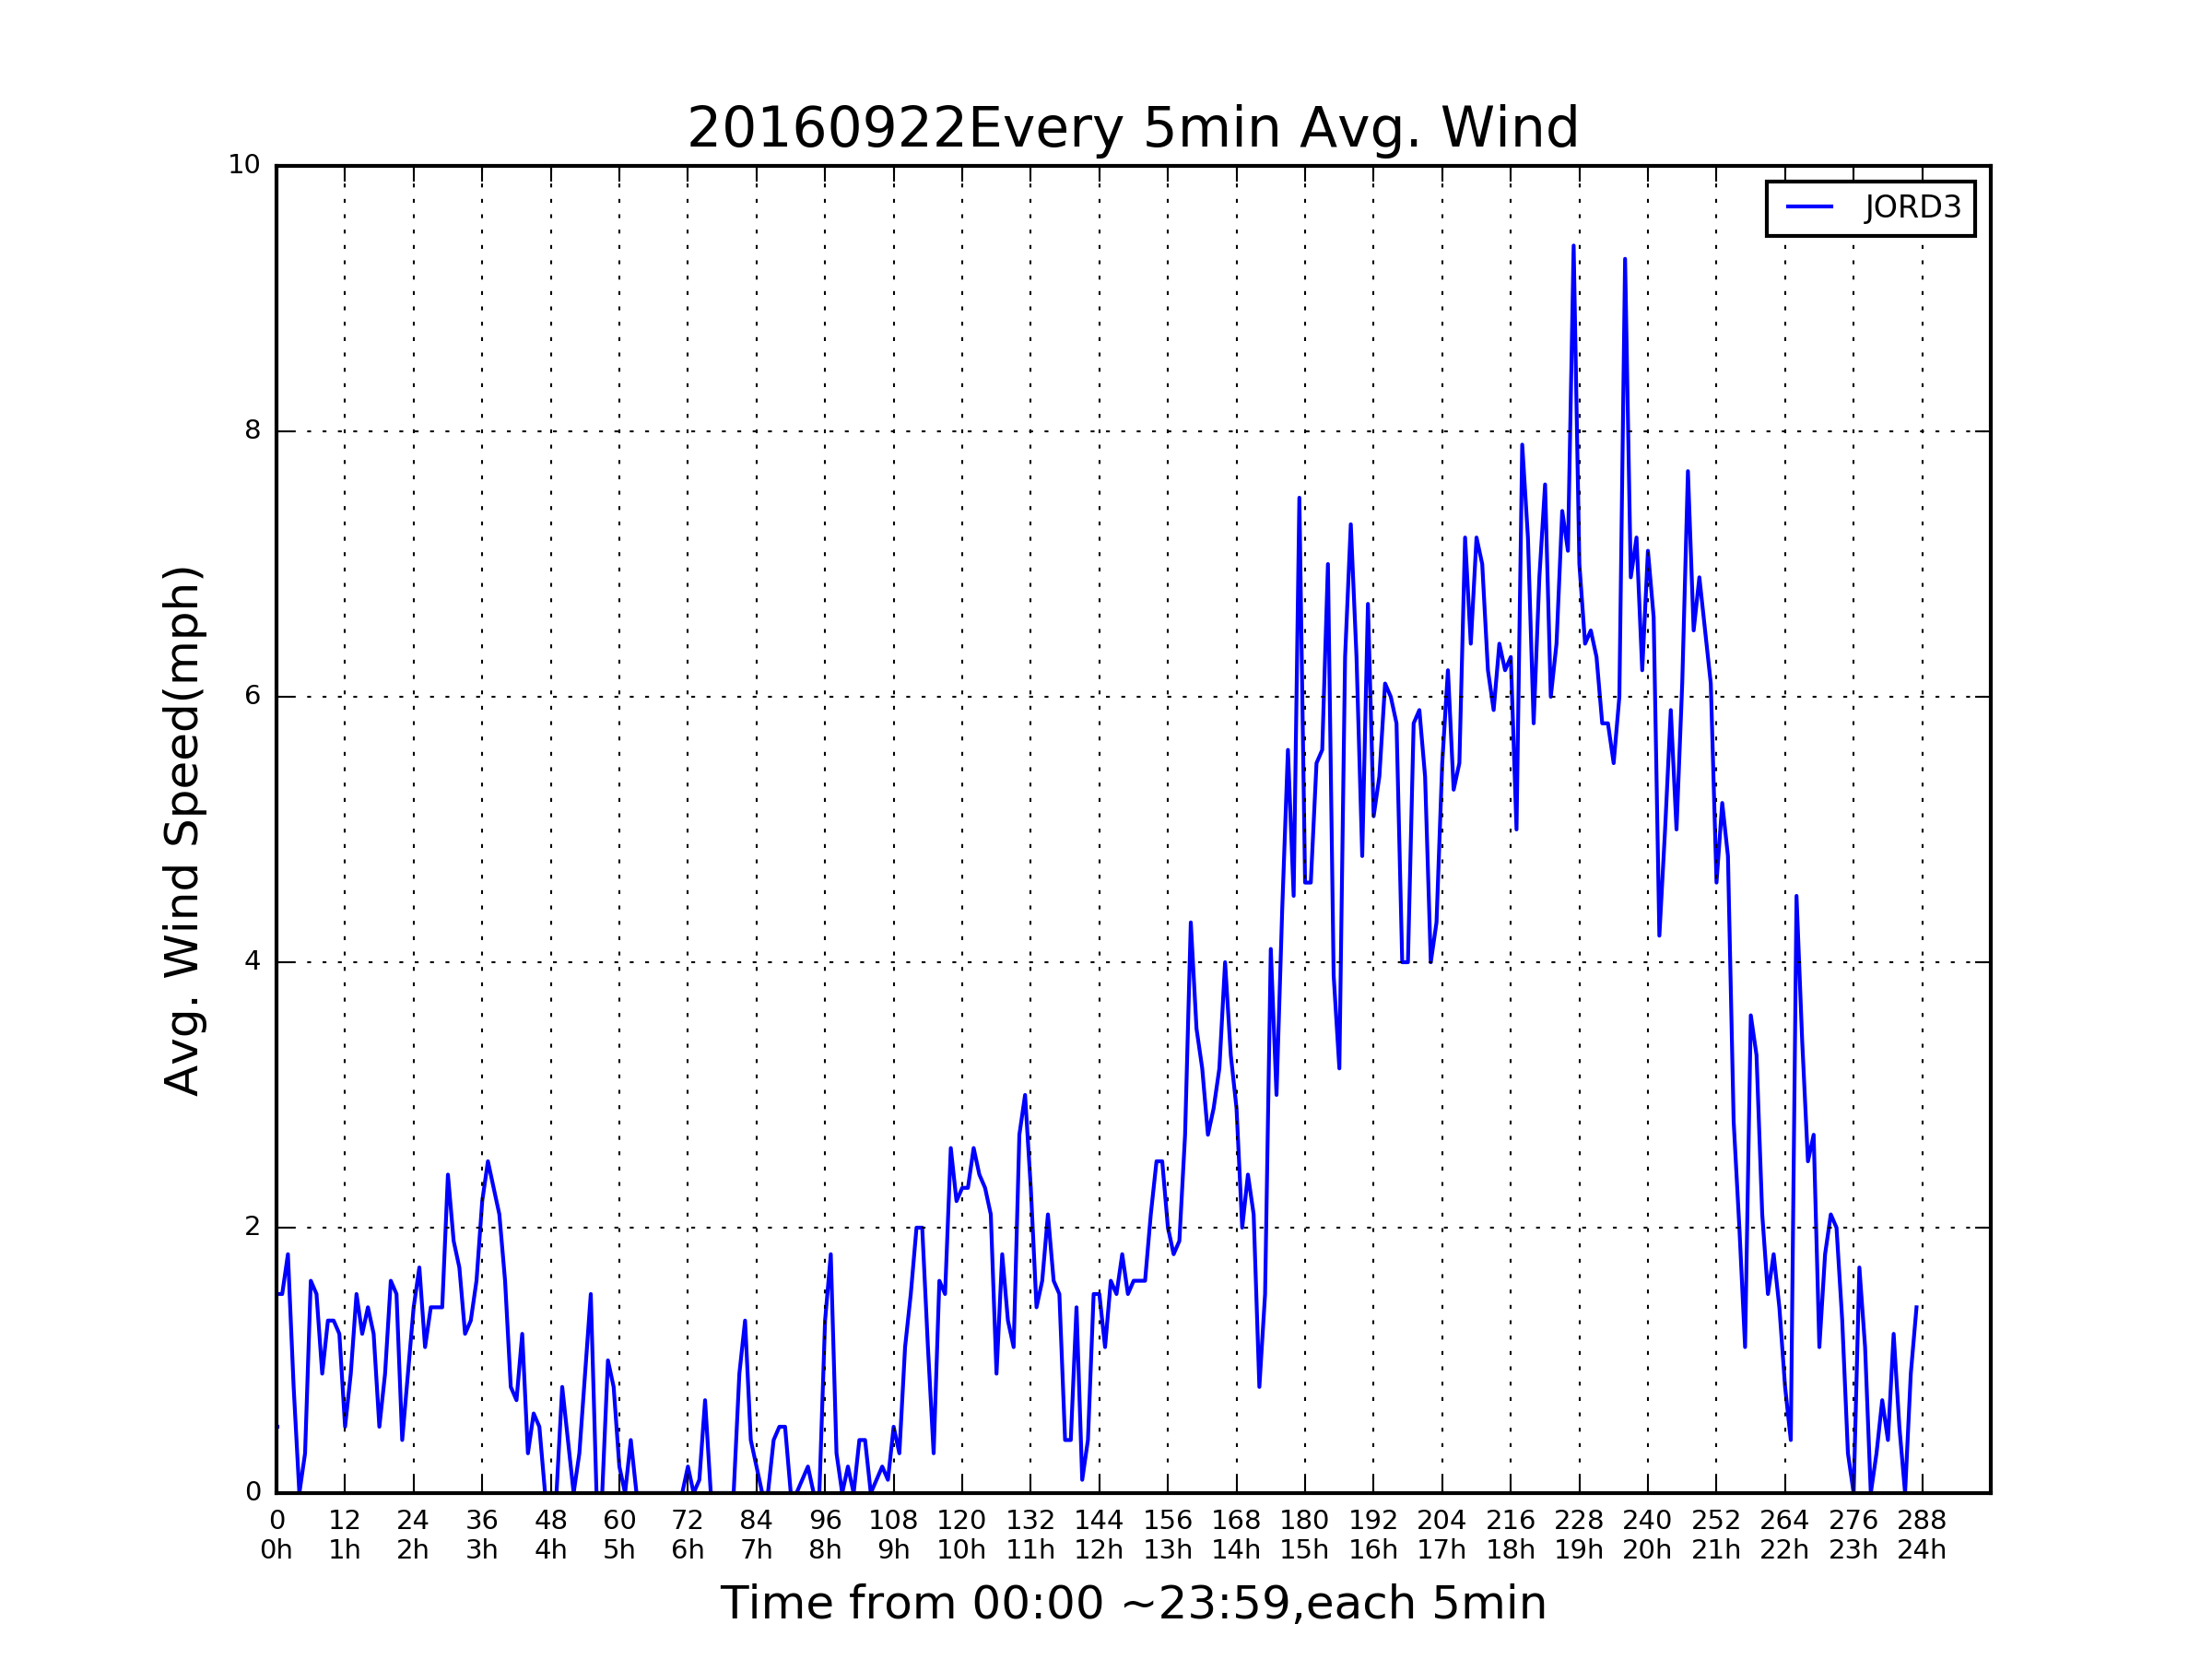 20160922Every 5min Avg. Wind
JORD3
Avg. Wind Speed(mph)
10
8
6
4
2
0
0 12 24 36 48 60 72 84 96 108 120 132 144 156 168 180 192 204 216 228 240 252 264 276 288
0h 1h 2h 3h 4h 5h 6h 7h 8h 9h 10h 11h 12h 13h 14h 15h 16h 17h 18h 19h 20h 21h 22h 23h 24h
Time from 00:00 ~23:59,each 5min